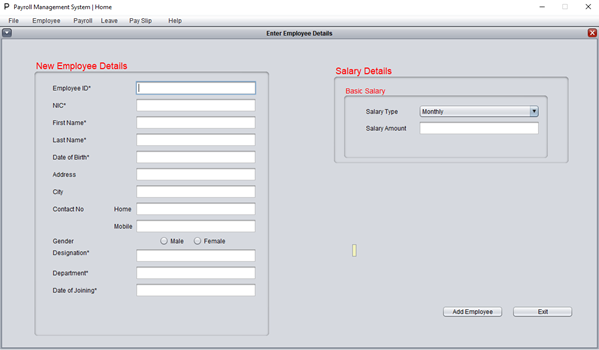 P Payroll Management System | Home
File Employee Payroll Leave Pay Slip Help
Enter Employee Details
New Employee Details
Employee ID*
NIC*
First Name*
Last Name*
Date of Birth*
Address
City
Contact No Home
Mobile
Gender Male Female
Designation*
Department*
Date of Joining*
Salary Details
Basic Salary
Salary Type Monthly
Salary Amount
Add Employee Exit